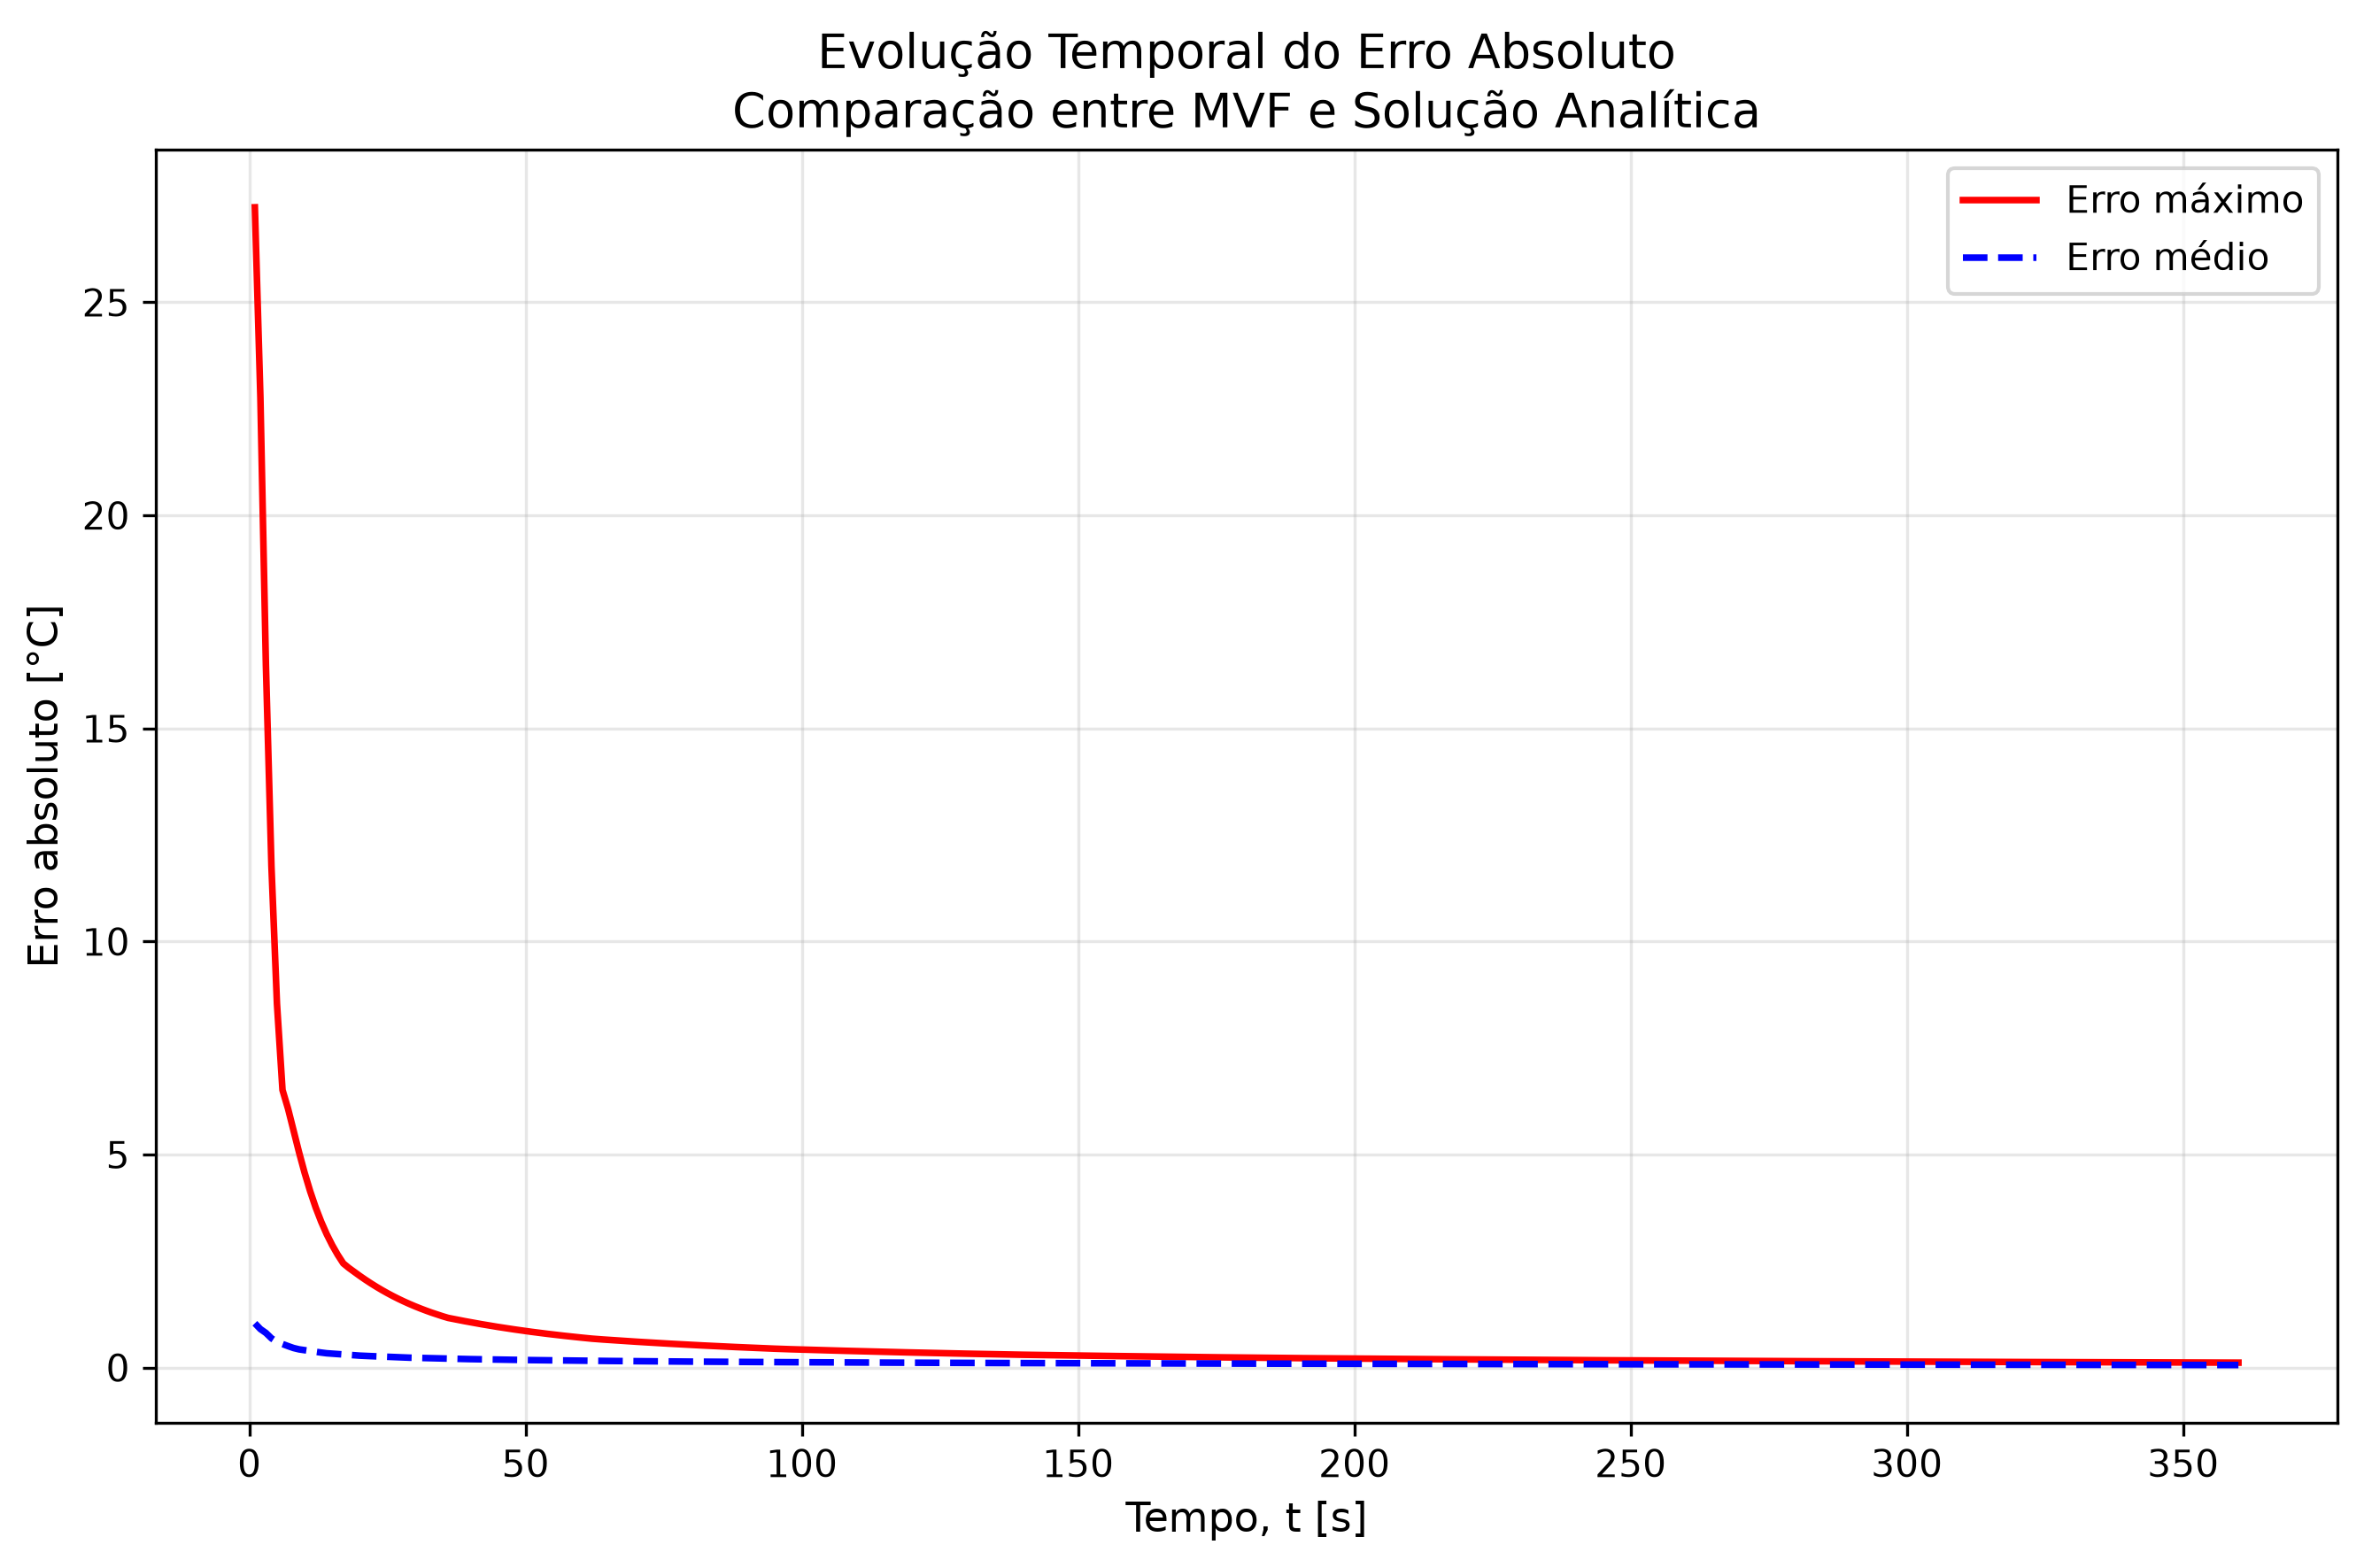 Evolução Temporal do Erro Absoluto
Comparação entre MVF e Solução Analítica
Erro máximo
Erro médio
Erro absoluto [°C]
25
20
15
10
5
0
0 50 100 150 200 250 300 350
Tempo, t [s]